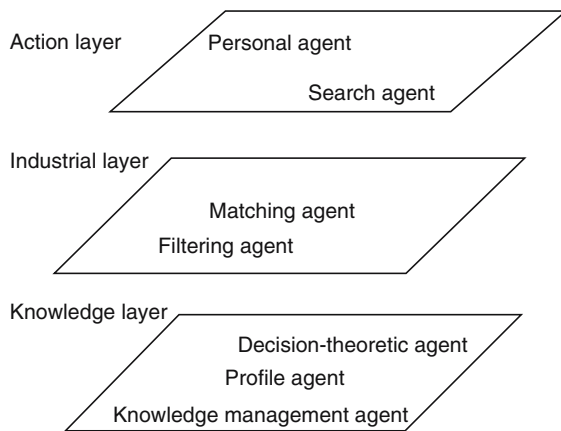 Action layer
Personal agent
Search agent
Industrial layer
Matching agent
Filtering agent
Knowledge layer
Decision-theoretic agent
Profile agent
Knowledge management agent